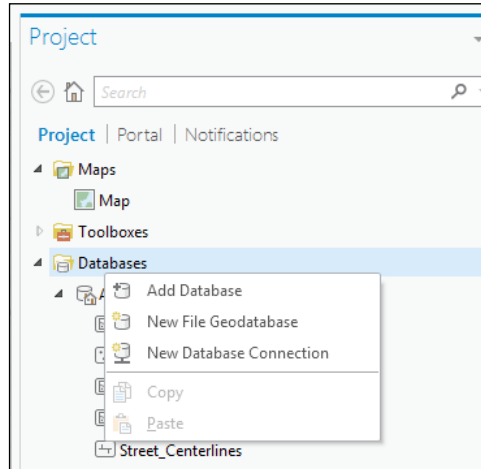 Project
Search
Project | Portal | Notifications
Maps
Map
Toolboxes
Databases
Add Database
New File Geodatabase
New Database Connection
Copy
Paste
Street_Centerlines